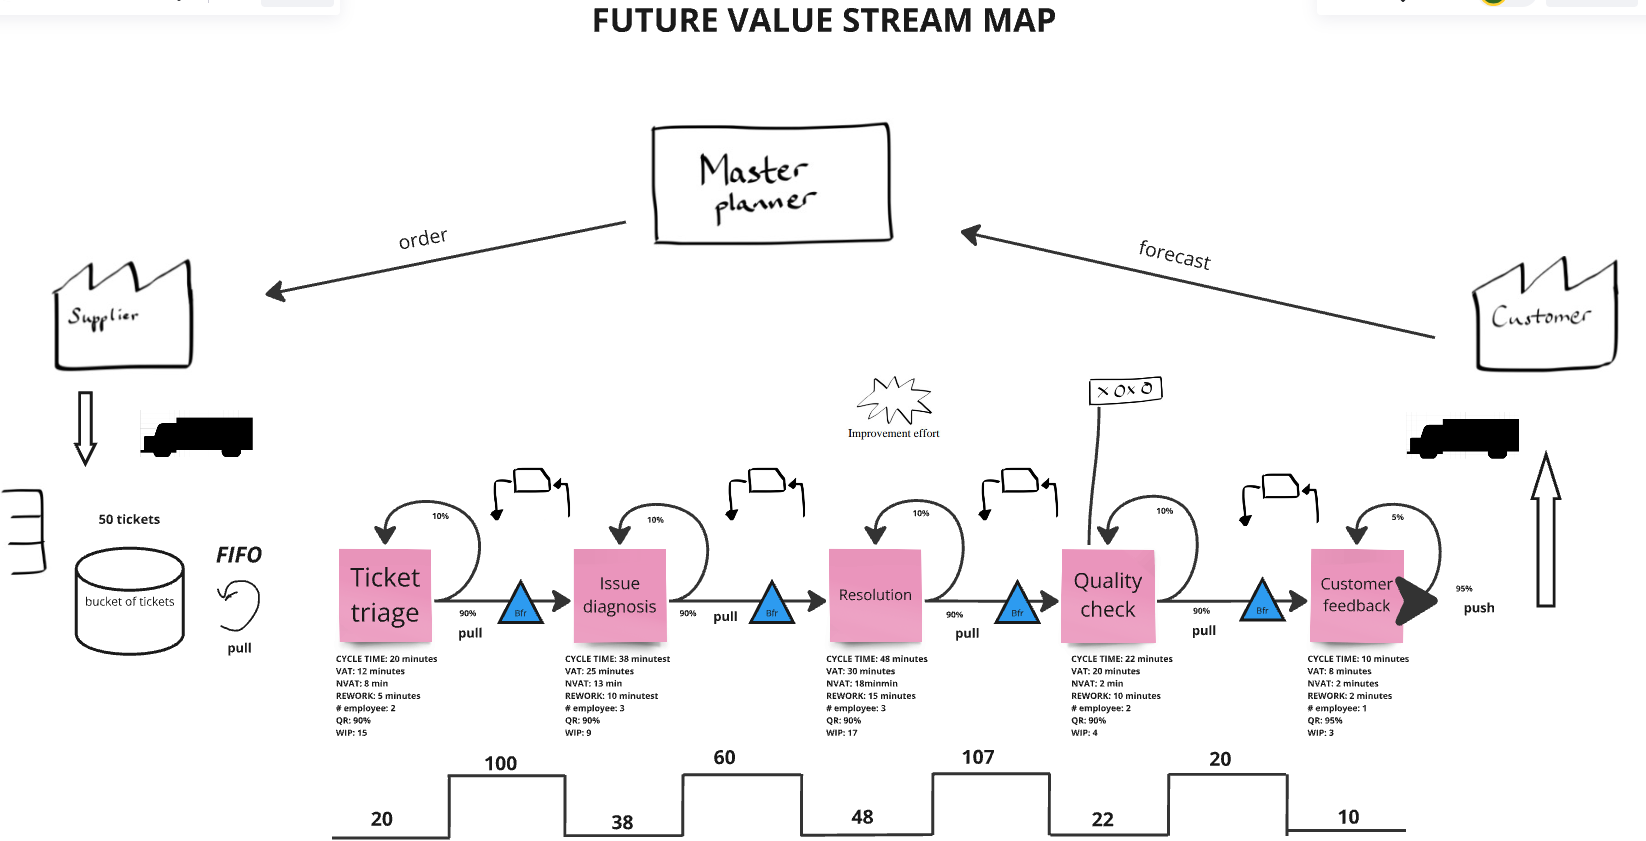 FUTURE VALUE STREAM MAP
Master
planner
order
forecast
Supplier
Customer
X O X O
Improvement effort
50 tickets
bucket of tickets
FIFO
pull
10%
Ticket
triage
90%
pull
Bfr
10%
Issue
diagnosis
90%
pull
Bfr
10%
Resolution
90%
pull
Bfr
10%
Quality
check
90%
pull
Bfr
5%
Customer
feedback
95%
push
CYCLE TIME: 20 minutes
VAT: 12 minutes
NVAT: 8 min
REWORK: 5 minutes
# employee: 2
QR: 90%
WIP: 15
CYCLE TIME: 38 minutest
VAT: 25 minutes
NVAT: 13 min
REWORK: 10 minutest
# employee: 3
QR: 90%
WIP: 9
CYCLE TIME: 48 minutes
VAT: 30 minutes
NVAT: 18minmin
REWORK: 15 minutes
# employee: 3
QR: 90%
WIP: 17
CYCLE TIME: 22 minutes
VAT: 20 minutes
NVAT: 2 min
REWORK: 10 minutes
# employee: 2
QR: 90%
WIP: 4
CYCLE TIME: 10 minutes
VAT: 8 minutes
NVAT: 2 minutes
REWORK: 2 minutes
# employee: 1
QR: 95%
WIP: 3
20
100
38
60
48
107
22
20
10